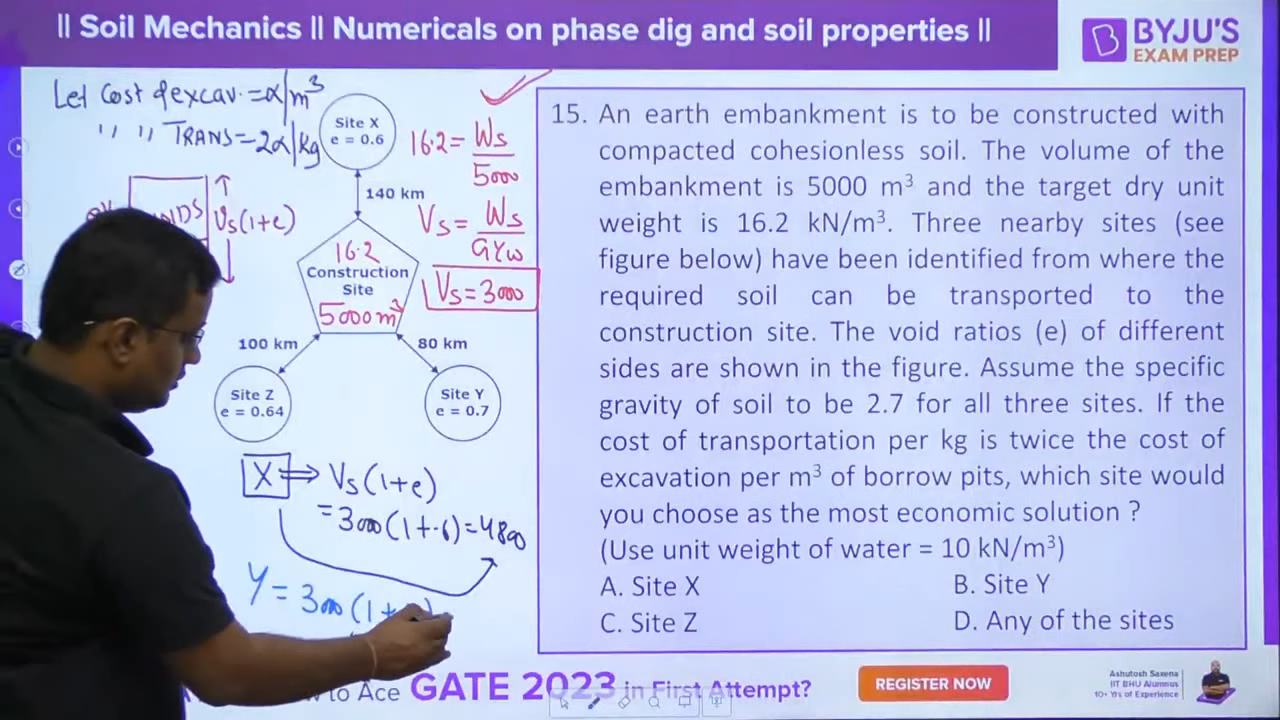 || Soil Mechanics || Numericals on phase dig and soil properties ||
BYJU'S
EXAM PREP
Let Cost of excav. = α/m³
" " TRANS = 2α/kg
Site X
e = 0.6
16.2 = Ws
5000
140 km
Vs(1+e)
Vs = Ws
Gγw
Vs = 3000
16.2
Construction
Site
5000 m³
100 km
80 km
Site Z
e = 0.64
Site Y
e = 0.7
X ⇒ Vs(1+e)
= 3000(1+.6) = 4800
Y = 3000(1+
15. An earth embankment is to be constructed with
compacted cohesionless soil. The volume of the
embankment is 5000 m³ and the target dry unit
weight is 16.2 kN/m³. Three nearby sites (see
figure below) have been identified from where the
required soil can be transported to the
construction site. The void ratios (e) of different
sides are shown in the figure. Assume the specific
gravity of soil to be 2.7 for all three sites. If the
cost of transportation per kg is twice the cost of
excavation per m³ of borrow pits, which site would
you choose as the most economic solution ?
(Use unit weight of water = 10 kN/m³)
A. Site X
B. Site Y
C. Site Z
D. Any of the sites
to Ace GATE 2023 in First Attempt?
REGISTER NOW
Ashutosh Saxena
IIT BHU Alumnus
10+ Yrs of Experience